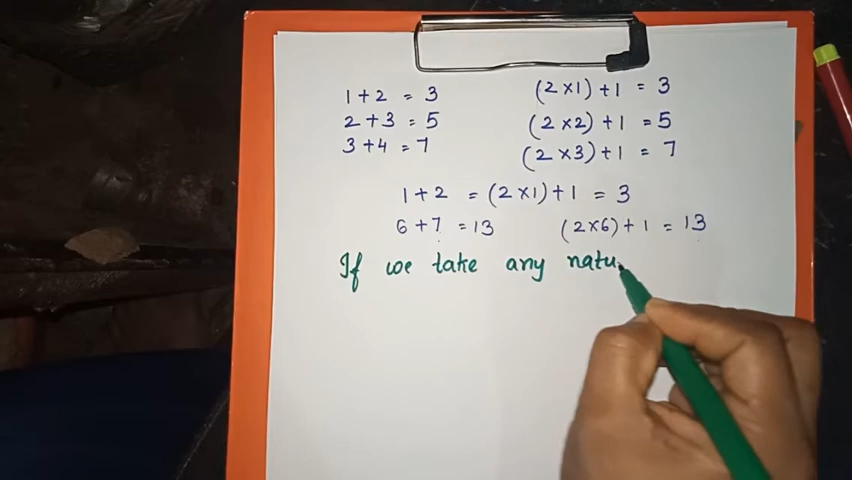 1+2 = 3 (2×1)+1 = 3
2+3 = 5 (2×2)+1 = 5
3+4 = 7 (2×3)+1 = 7
1+2 = (2×1)+1 = 3
6+7 = 13 (2×6)+1 = 13
If we take any natu